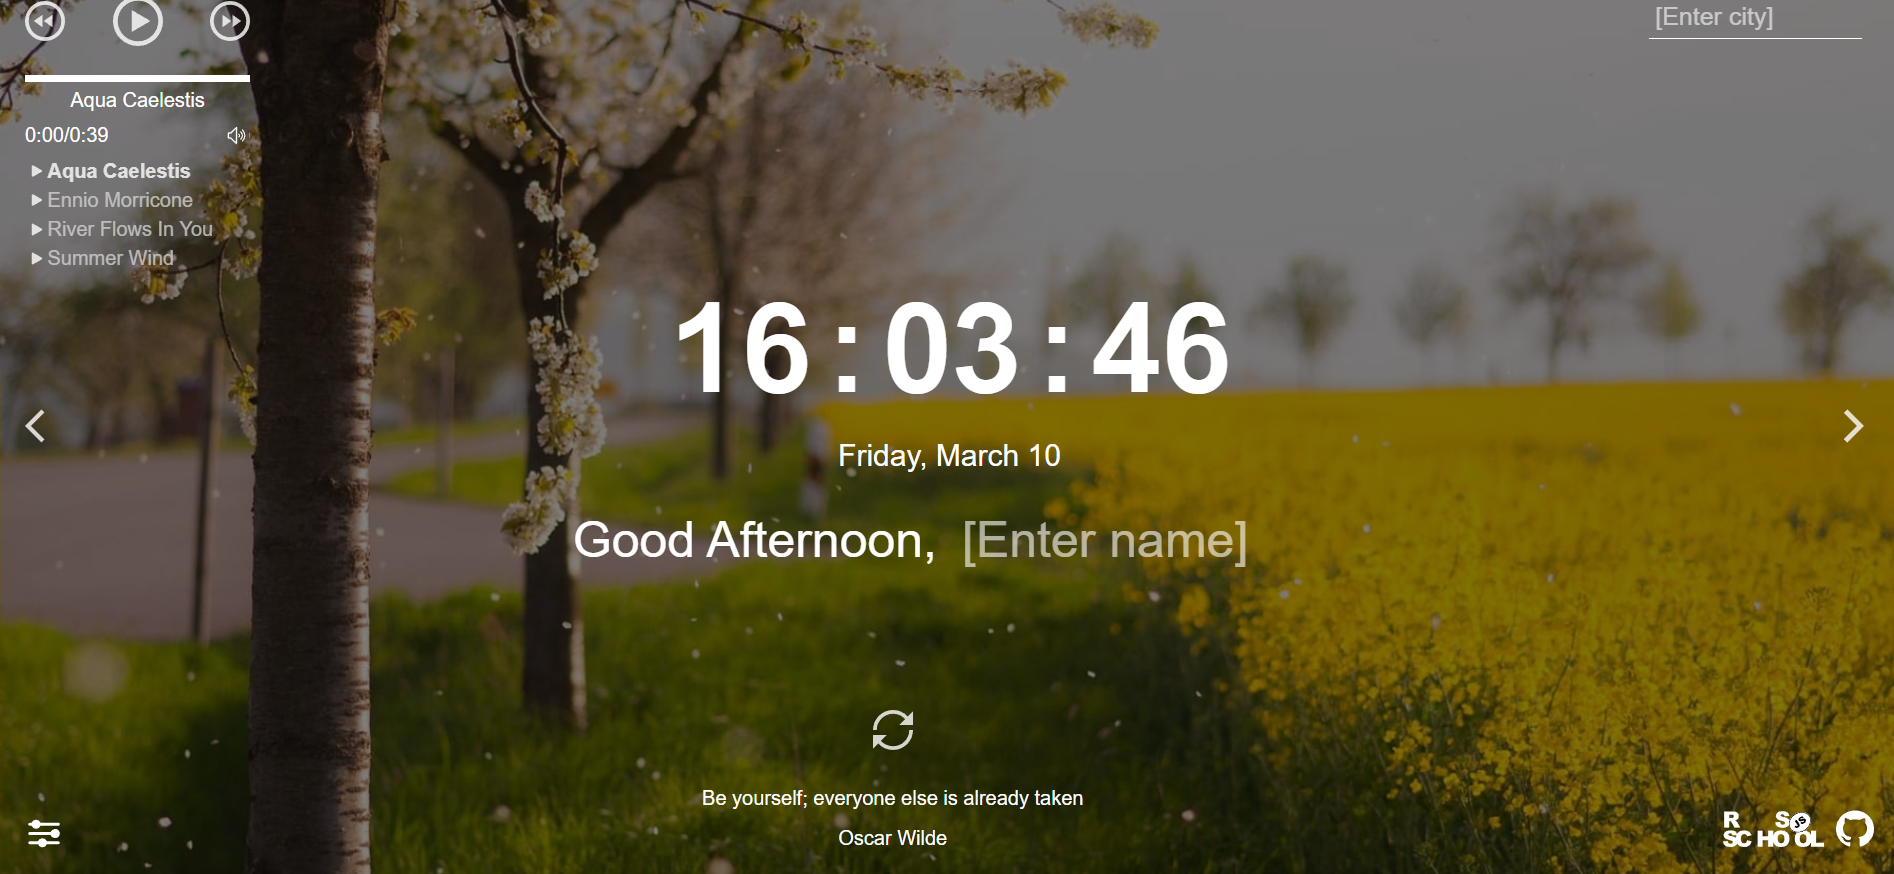 [Enter city]
Aqua Caelestis
0:00/0:39
Aqua Caelestis
Ennio Morricone
River Flows In You
Summer Wind
16:03:46
Friday, March 10
Good Afternoon, [Enter name]
Be yourself; everyone else is already taken
Oscar Wilde
R S
SCHOOL
JS